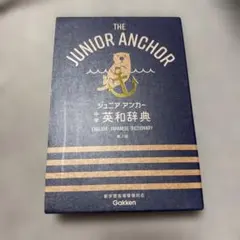 THE
JUNIOR ANCHOR
ジュニア・アンカー
中学
英和辞典
ENGLISH-JAPANESE DICTIONARY
Gakken